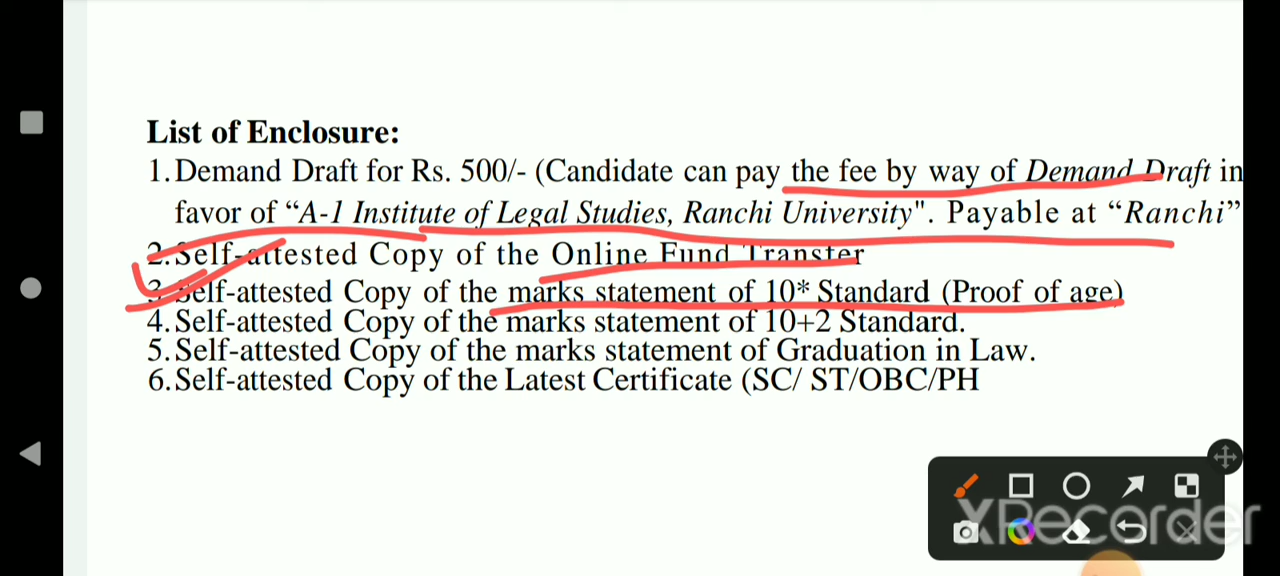 List of Enclosure:
1. Demand Draft for Rs. 500/- (Candidate can pay the fee by way of Demand Draft in
favor of “A-1 Institute of Legal Studies, Ranchi University". Payable at “Ranchi”
2. Self-attested Copy of the Online Fund Transfer
3. Self-attested Copy of the marks statement of 10* Standard (Proof of age)
4. Self-attested Copy of the marks statement of 10+2 Standard.
5. Self-attested Copy of the marks statement of Graduation in Law.
6. Self-attested Copy of the Latest Certificate (SC/ ST/OBC/PH
XRecorder